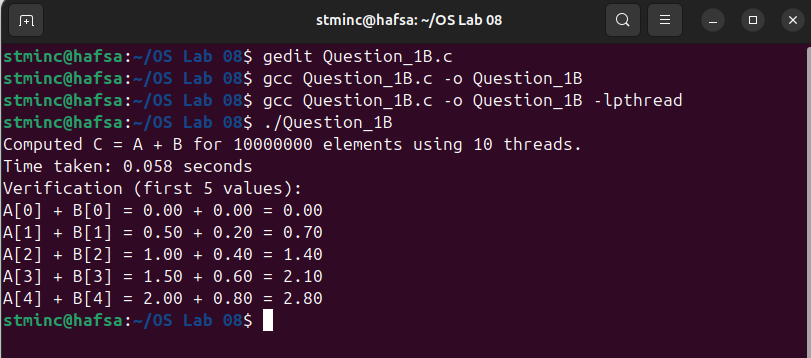 stminc@hafsa: ~/OS Lab 08
stminc@hafsa:~/OS Lab 08$ gedit Question_1B.c
stminc@hafsa:~/OS Lab 08$ gcc Question_1B.c -o Question_1B
stminc@hafsa:~/OS Lab 08$ gcc Question_1B.c -o Question_1B -lpthread
stminc@hafsa:~/OS Lab 08$ ./Question_1B
Computed C = A + B for 10000000 elements using 10 threads.
Time taken: 0.058 seconds
Verification (first 5 values):
A[0] + B[0] = 0.00 + 0.00 = 0.00
A[1] + B[1] = 0.50 + 0.20 = 0.70
A[2] + B[2] = 1.00 + 0.40 = 1.40
A[3] + B[3] = 1.50 + 0.60 = 2.10
A[4] + B[4] = 2.00 + 0.80 = 2.80
stminc@hafsa:~/OS Lab 08$